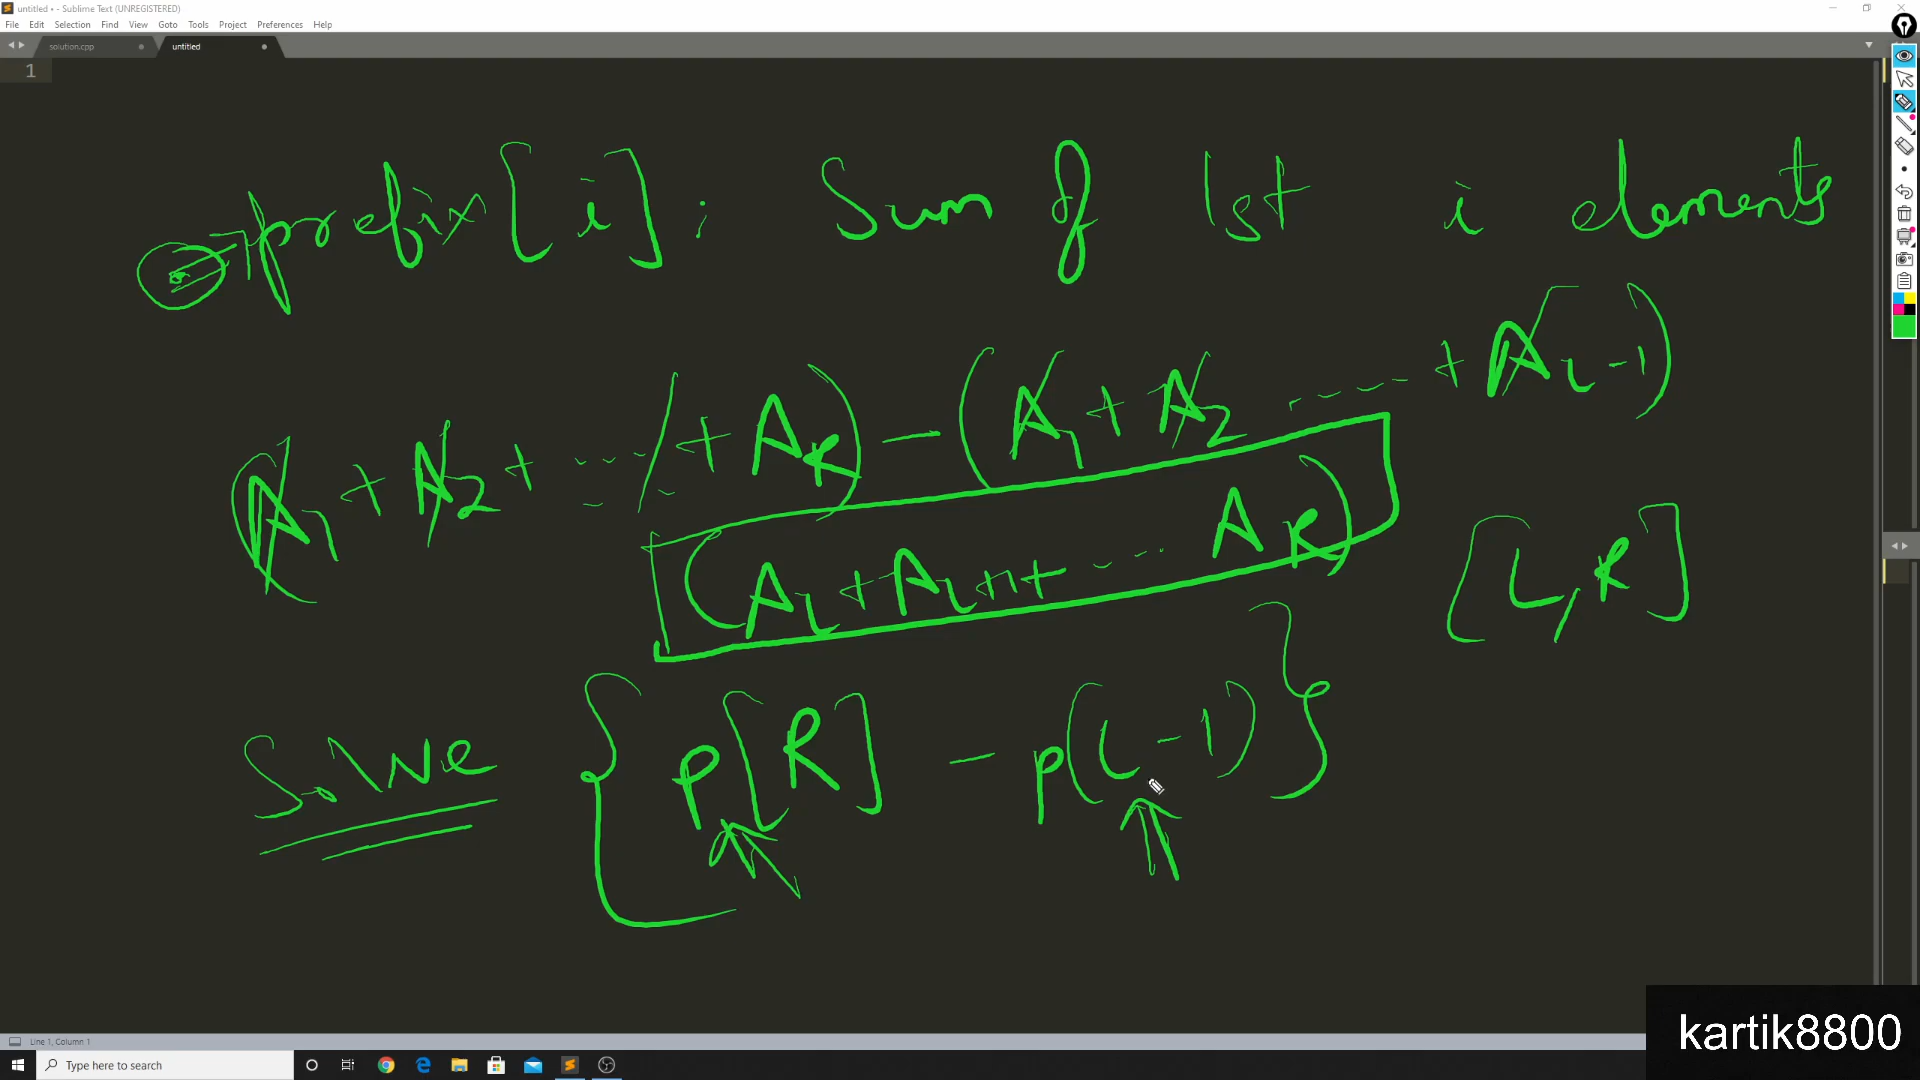 untitled • - Sublime Text (UNREGISTERED)
File Edit Selection Find View Goto Tools Project Preferences Help
solution.cpp untitled
1
prefix[i] : Sum of 1st i elements
(A1 + A2 + ..... + AR) - (A1 + A2 ...... + AL-1)
(AL + AL+1 + .... AR)
[L, R]
Solve { p[R] - p(L-1) }
kartik8800
Line 1, Column 1
Type here to search